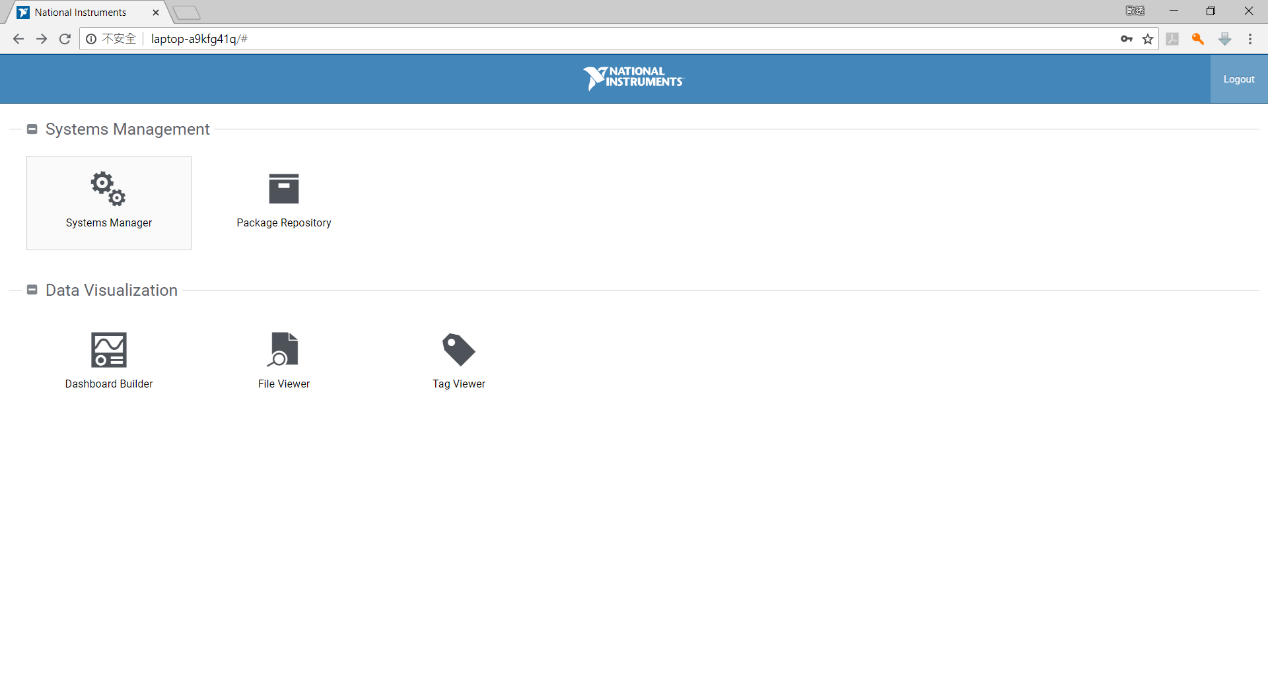 National Instruments
不安全
laptop-a9kfg41q/#
NATIONAL
INSTRUMENTS
Logout
Systems Management
Systems Manager
Package Repository
Data Visualization
Dashboard Builder
File Viewer
Tag Viewer